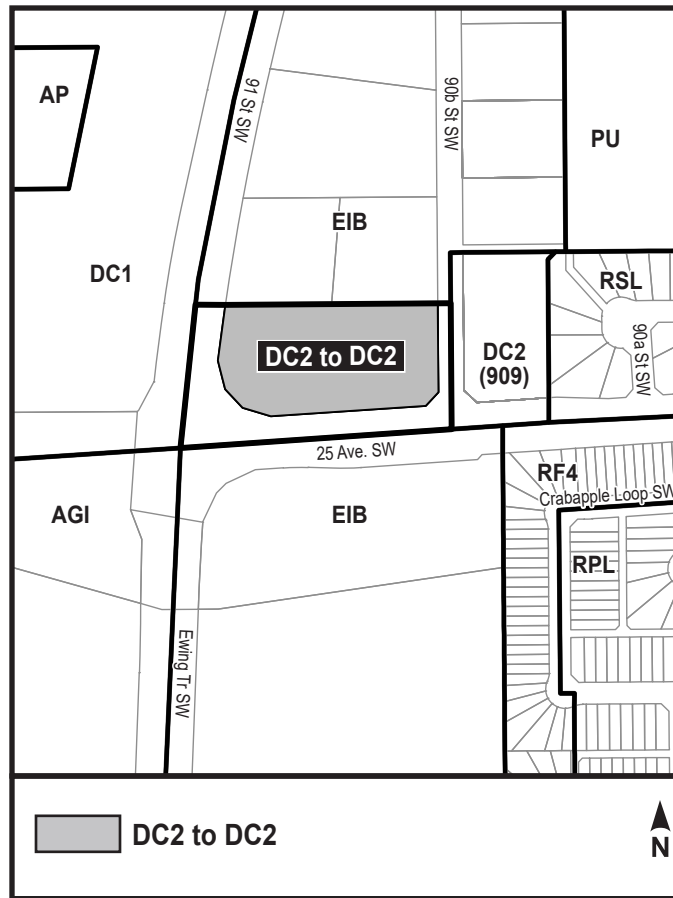 91 St SW
90b St SW
AP
PU
EIB
DC1
RSL
90a St SW
DC2 to DC2
DC2
(909)
25 Ave. SW
RF4
Crabapple Loop SW
AGI
EIB
RPL
Ewing Tr SW
DC2 to DC2
N